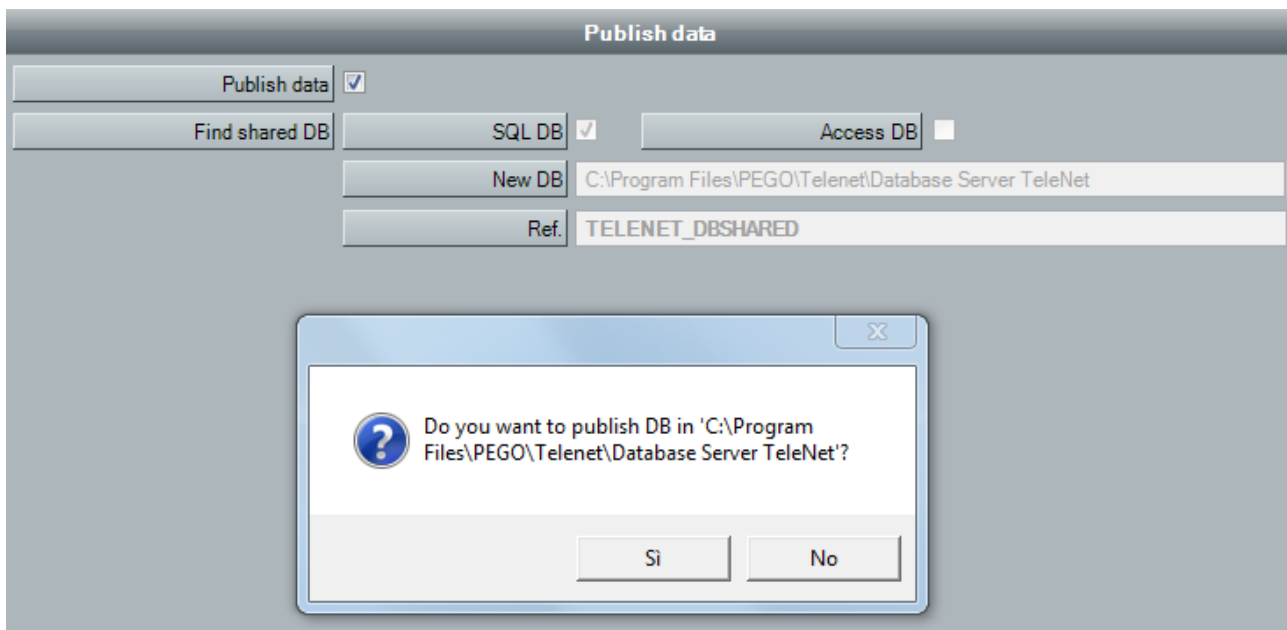 Publish data
Publish data
Find shared DB SQL DB Access DB
New DB C:\Program Files\PEGO\Telenet\Database Server TeleNet
Ref. TELENET_DBSHARED
Do you want to publish DB in 'C:\Program
Files\PEGO\Telenet\Database Server TeleNet'?
Sì No